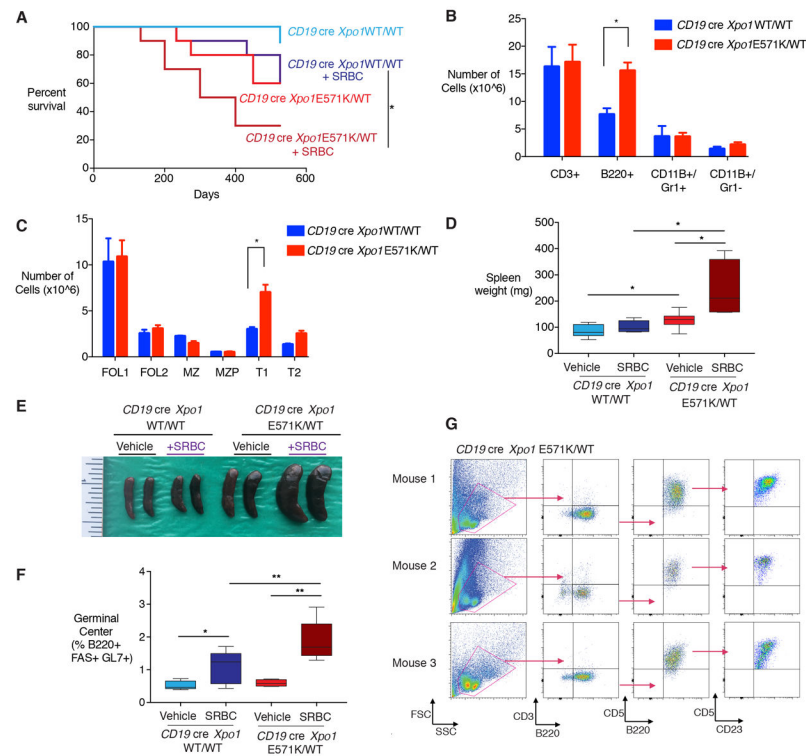 A
100
80
60
40
20
0
Percent
survival
0 200 400 600
Days
CD19 cre Xpo1WT/WT
CD19 cre Xpo1WT/WT
+ SRBC
CD19 cre Xpo1E571K/WT
*
CD19 cre Xpo1E571K/WT
+ SRBC
B
CD19 cre Xpo1WT/WT
CD19 cre Xpo1E571K/WT
25
20
15
10
5
0
Number of
Cells (x10^6)
*
CD3+ B220+ CD11B+/ CD11B+/
Gr1+ Gr1-
C
CD19 cre Xpo1WT/WT
CD19 cre Xpo1E571K/WT
15
10
5
0
Number of
Cells (x10^6)
*
FOL1 FOL2 MZ MZP T1 T2
D
500
400
300
200
100
0
Spleen
weight (mg)
*
*
*
Vehicle SRBC Vehicle SRBC
CD19 cre Xpo1 CD19 cre Xpo1
WT/WT E571K/WT
E
CD19 cre Xpo1 CD19 cre Xpo1
WT/WT E571K/WT
Vehicle +SRBC Vehicle +SRBC
F
4
3
2
1
0
Germinal
Center
(% B220+
FAS+ GL7+)
**
**
*
Vehicle SRBC Vehicle SRBC
CD19 cre Xpo1 CD19 cre Xpo1
WT/WT E571K/WT
G
CD19 cre Xpo1 E571K/WT
Mouse 1
Mouse 2
Mouse 3
FSC CD3 CD5 CD5
SSC B220 B220 CD23